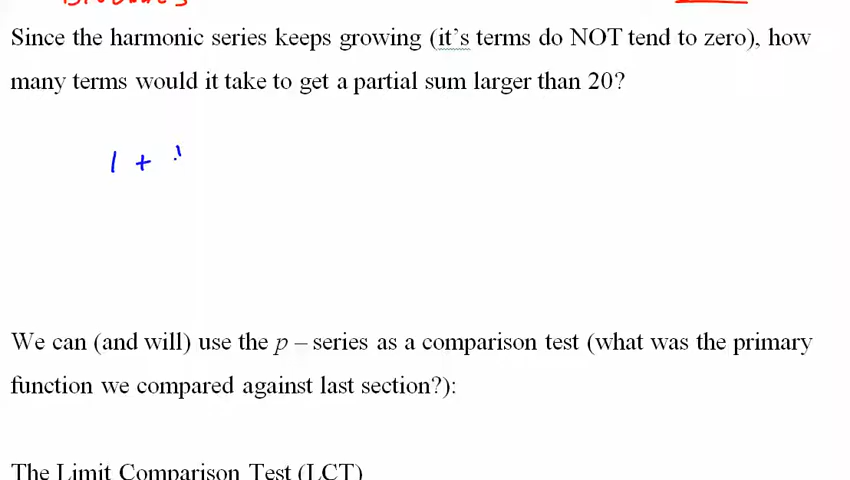 Since the harmonic series keeps growing (it's terms do NOT tend to zero), how
many terms would it take to get a partial sum larger than 20?
1 +
We can (and will) use the p – series as a comparison test (what was the primary
function we compared against last section?):
The Limit Comparison Test (LCT)